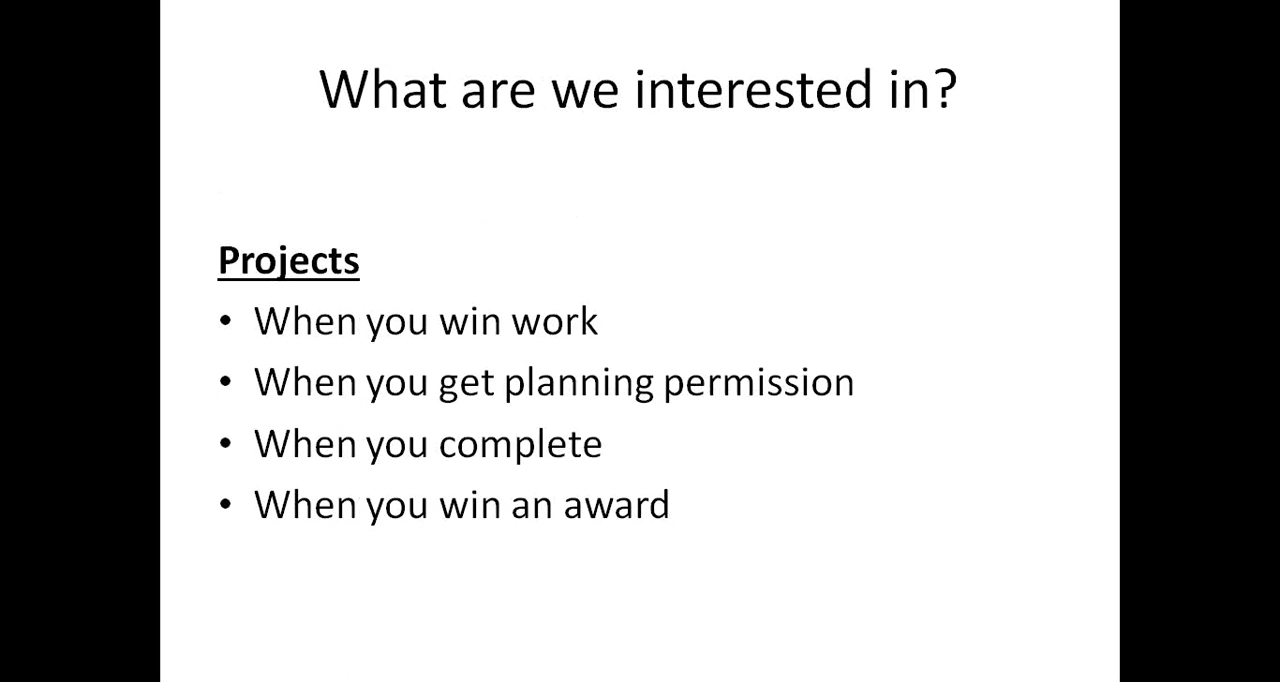 What are we interested in?
Projects
• When you win work
• When you get planning permission
• When you complete
• When you win an award